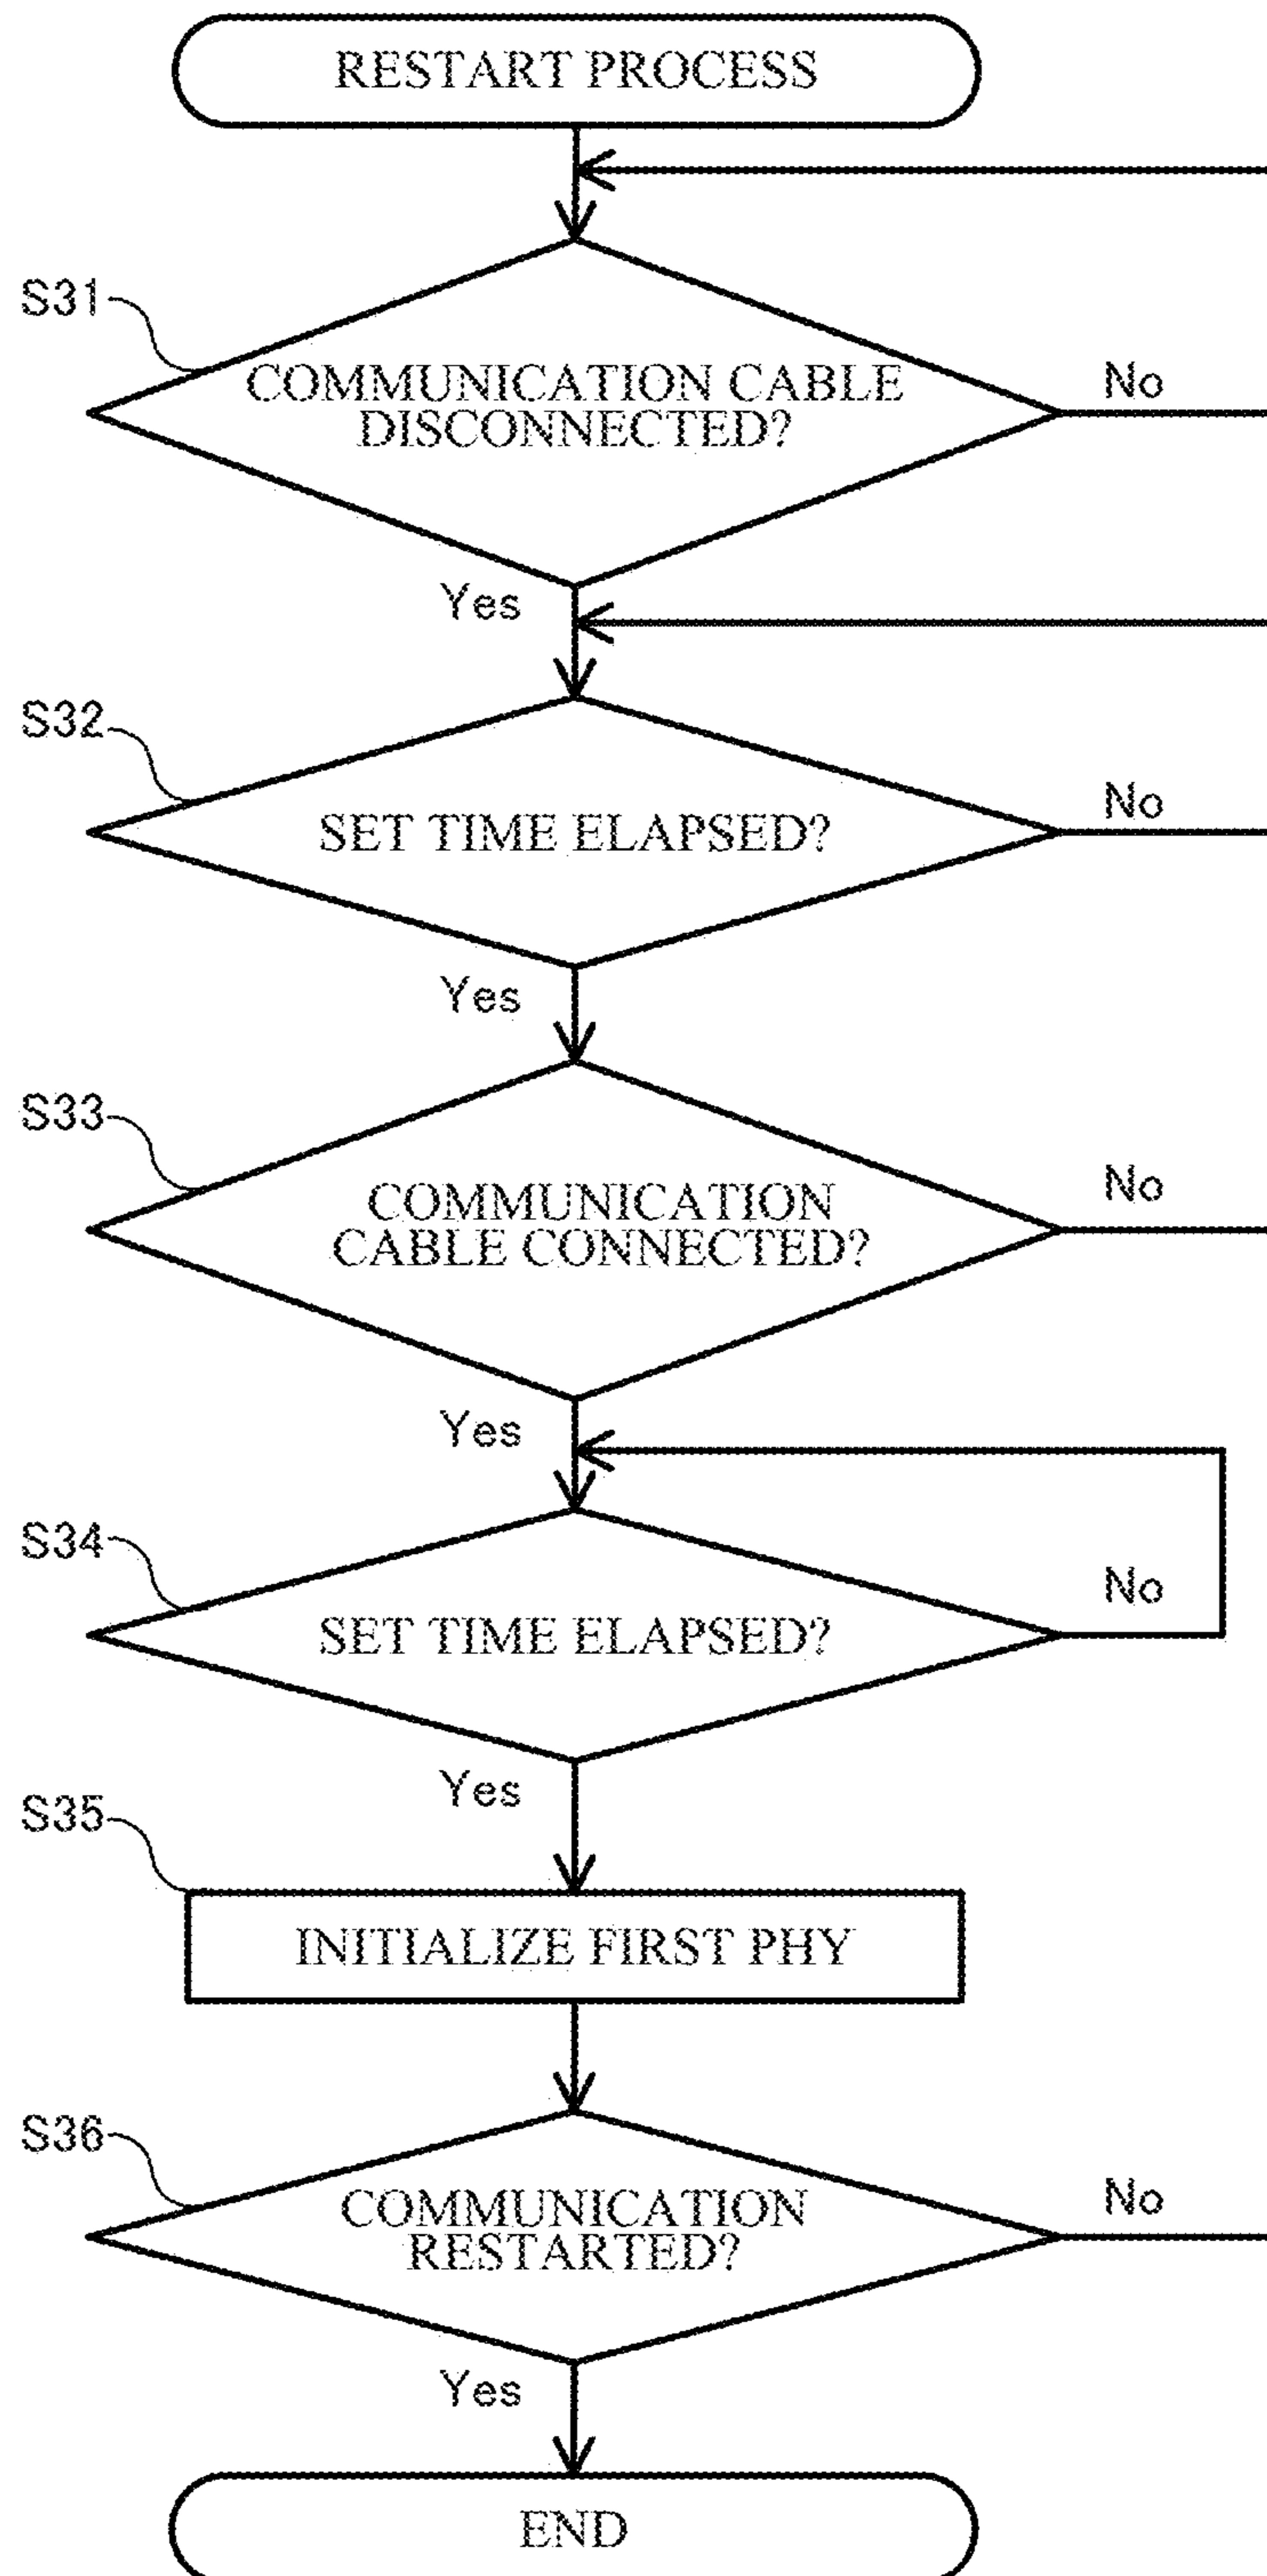 RESTART PROCESS
S31
COMMUNICATION CABLE
DISCONNECTED?
No
Yes
S32
SET TIME ELAPSED?
No
Yes
S33
COMMUNICATION
CABLE CONNECTED?
No
Yes
S34
SET TIME ELAPSED?
No
Yes
S35
INITIALIZE FIRST PHY
S36
COMMUNICATION
RESTARTED?
No
Yes
END